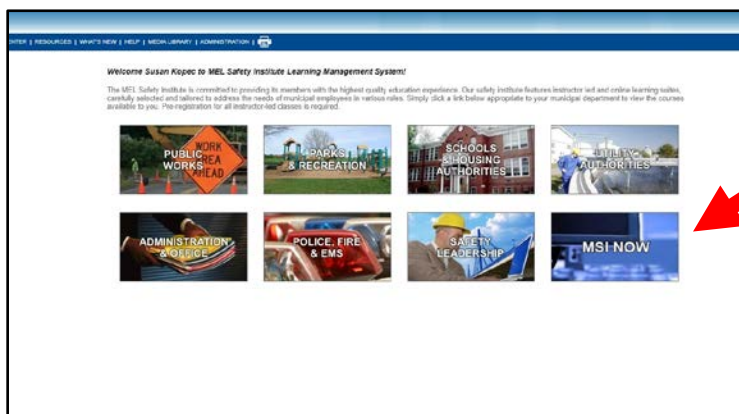 | RESOURCES | WHAT'S NEW | HELP | MEDIA LIBRARY | ADMINISTRATION |
Welcome Susan Kopec to MEL Safety Institute Learning Management System!
The MEL Safety Institute is committed to providing its members with the highest quality education experience. Our safety institute features instructor led and online learning suites,
carefully selected and tailored to address the needs of municipal employees in various roles. Simply click a link below appropriate to your municipal department to view the courses
available to you. Pre-registration for all instructor-led classes is required.
PUBLIC
WORKS
WORK
AREA
AHEAD
PARKS
& RECREATION
SCHOOLS
& HOUSING
AUTHORITIES
UTILITY
AUTHORITIES
ADMINISTRATION
& OFFICE
POLICE, FIRE
& EMS
SAFETY
LEADERSHIP
MSI NOW